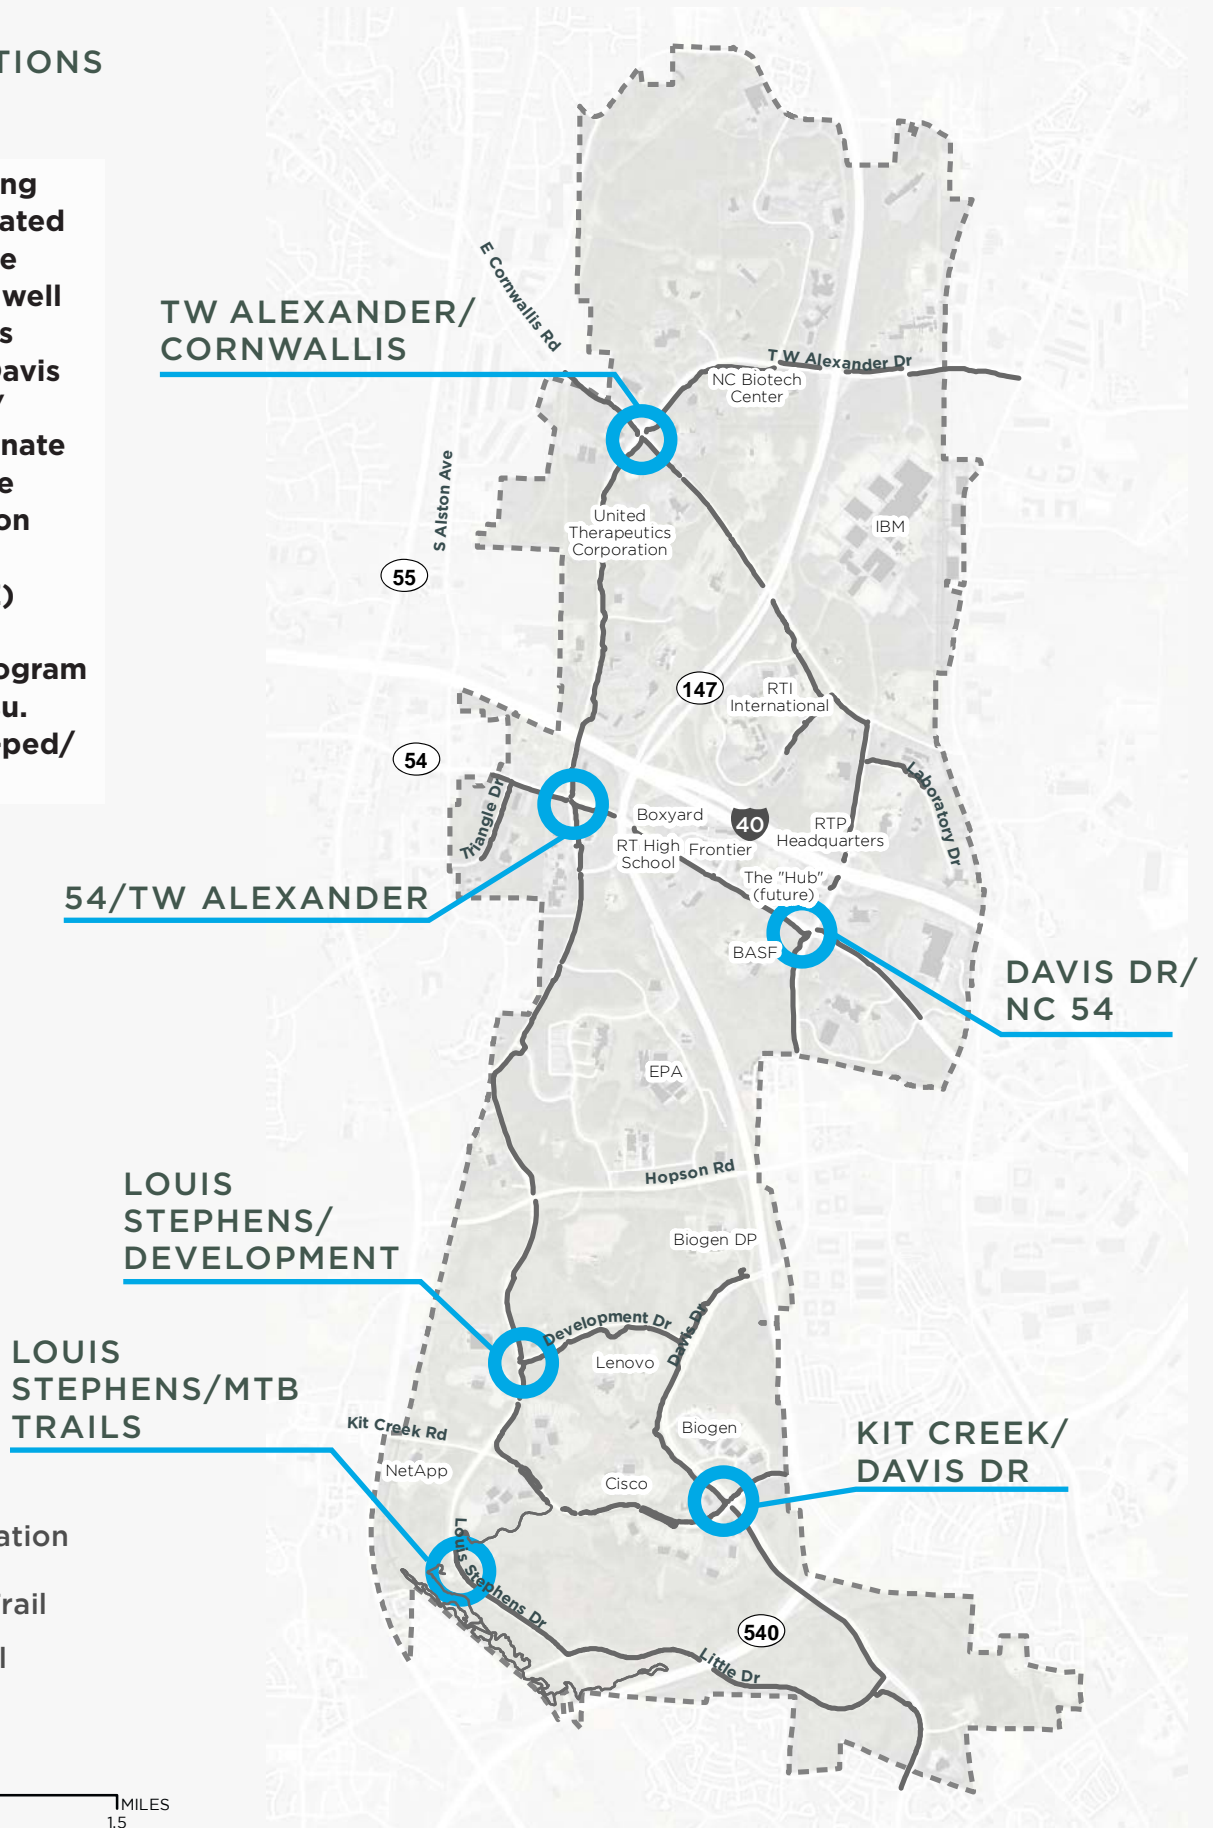 TIONS
ng
ated
e
well
s
Davis
/
nate
e
on
)
ogram
u.
ped/
E Cornwallis Rd
TW ALEXANDER/
CORNWALLIS
T W Alexander Dr
NC Biotech
Center
S Alston Ave
United
Therapeutics
Corporation
IBM
55
147
RTI
International
54
Triangle Dr
Laboratory Dr
Boxyard
40
RTP
Headquarters
RT High
School
Frontier
The "Hub"
(future)
54/TW ALEXANDER
BASF
DAVIS DR/
NC 54
EPA
Hopson Rd
LOUIS
STEPHENS/
DEVELOPMENT
Biogen DP
Development Dr
Davis Dr
Lenovo
LOUIS
STEPHENS/MTB
TRAILS
Kit Creek Rd
NetApp
Biogen
Cisco
KIT CREEK/
DAVIS DR
Louis Stephens Dr
540
Little Dr
ation
rail
l
MILES
1.5